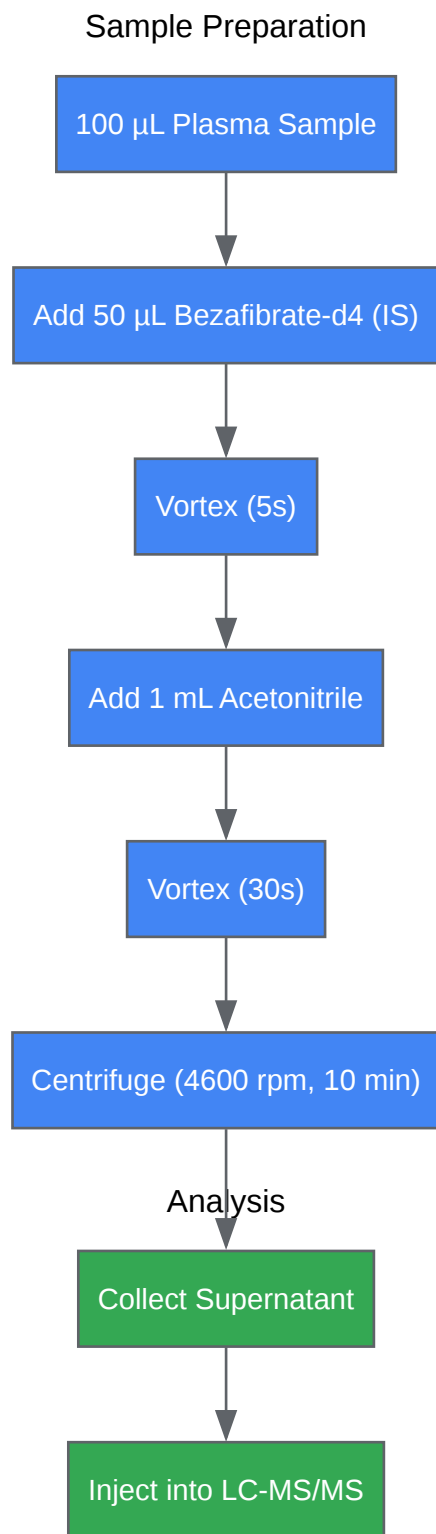 Sample Preparation
100 µL Plasma Sample
Add 50 µL Bezafibrate-d4 (IS)
Vortex (5s)
Add 1 mL Acetonitrile
Vortex (30s)
Centrifuge (4600 rpm, 10 min)
Analysis
Collect Supernatant
Inject into LC-MS/MS